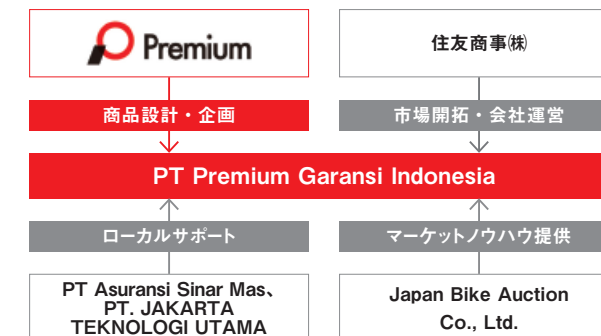 Premium
住友商事㈱
商品設計・企画
市場開拓・会社運営
PT Premium Garansi Indonesia
ローカルサポート
マーケットノウハウ提供
PT Asuransi Sinar Mas、
PT. JAKARTA
TEKNOLOGI UTAMA
Japan Bike Auction
Co., Ltd.